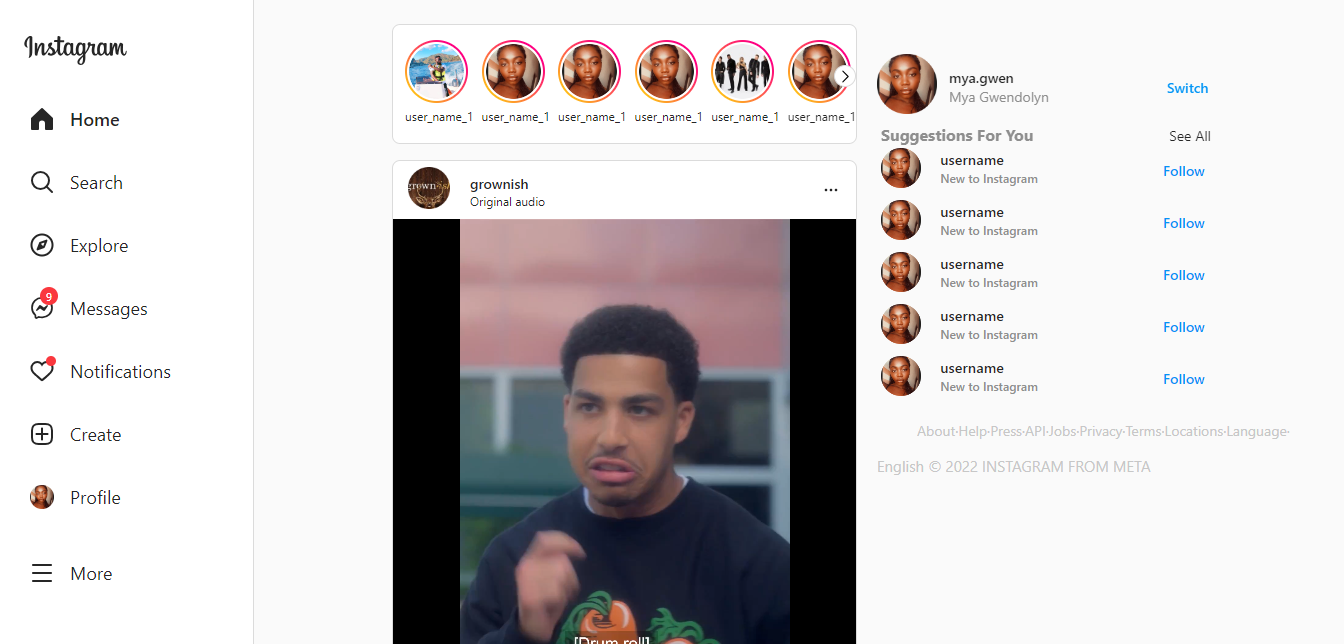 Instagram
Home
Search
Explore
9
Messages
Notifications
Create
Profile
More
user_name_1 user_name_1 user_name_1 user_name_1 user_name_1 user_name_1
grownish
grownish
Original audio
[Drum roll]
mya.gwen
Mya Gwendolyn
Switch
Suggestions For You See All
username
New to Instagram
Follow
username
New to Instagram
Follow
username
New to Instagram
Follow
username
New to Instagram
Follow
username
New to Instagram
Follow
About·Help·Press·API·Jobs·Privacy·Terms·Locations·Language·
English © 2022 INSTAGRAM FROM META